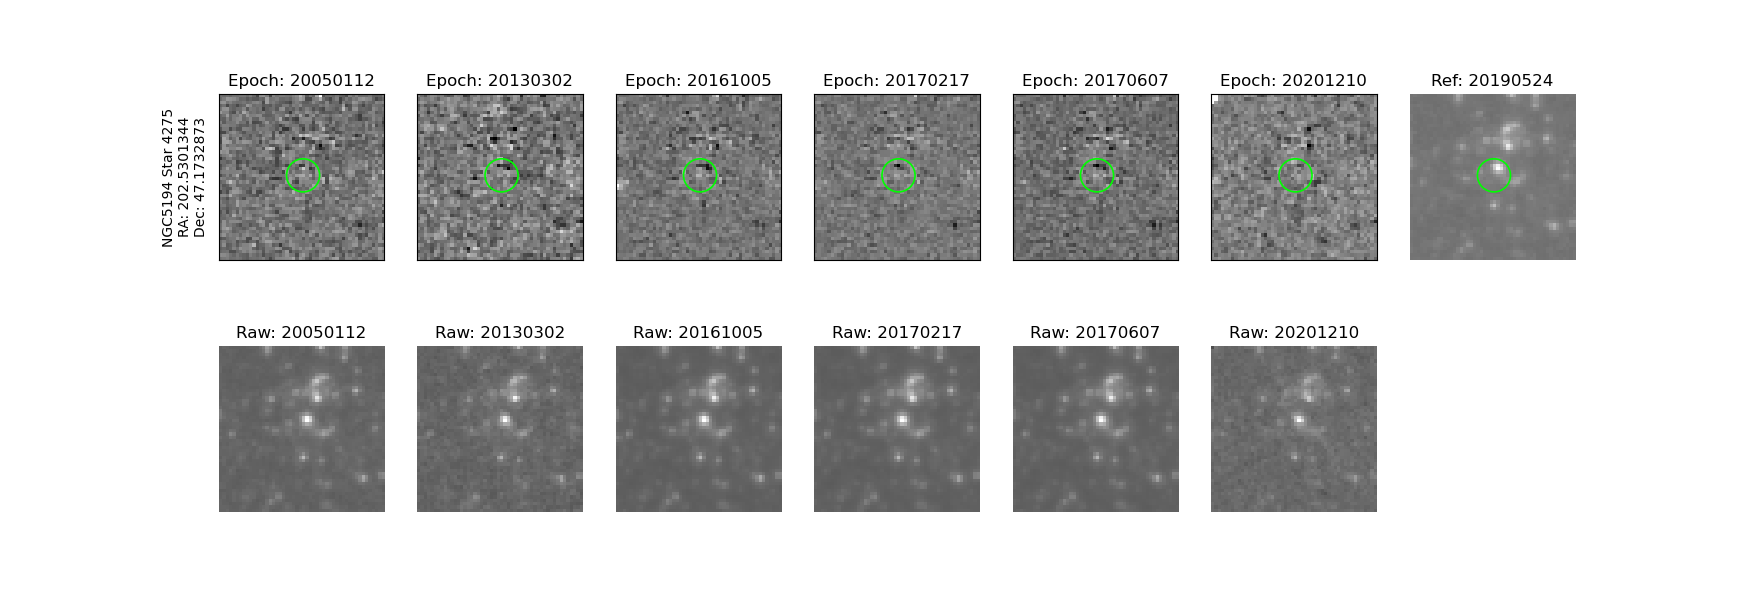 Epoch: 20050112
Epoch: 20130302
Epoch: 20161005
Epoch: 20170217
Epoch: 20170607
Epoch: 20201210
Ref: 20190524
NGC5194 Star 4275
RA: 202.5301344
Dec: 47.1732873
Raw: 20050112
Raw: 20130302
Raw: 20161005
Raw: 20170217
Raw: 20170607
Raw: 20201210